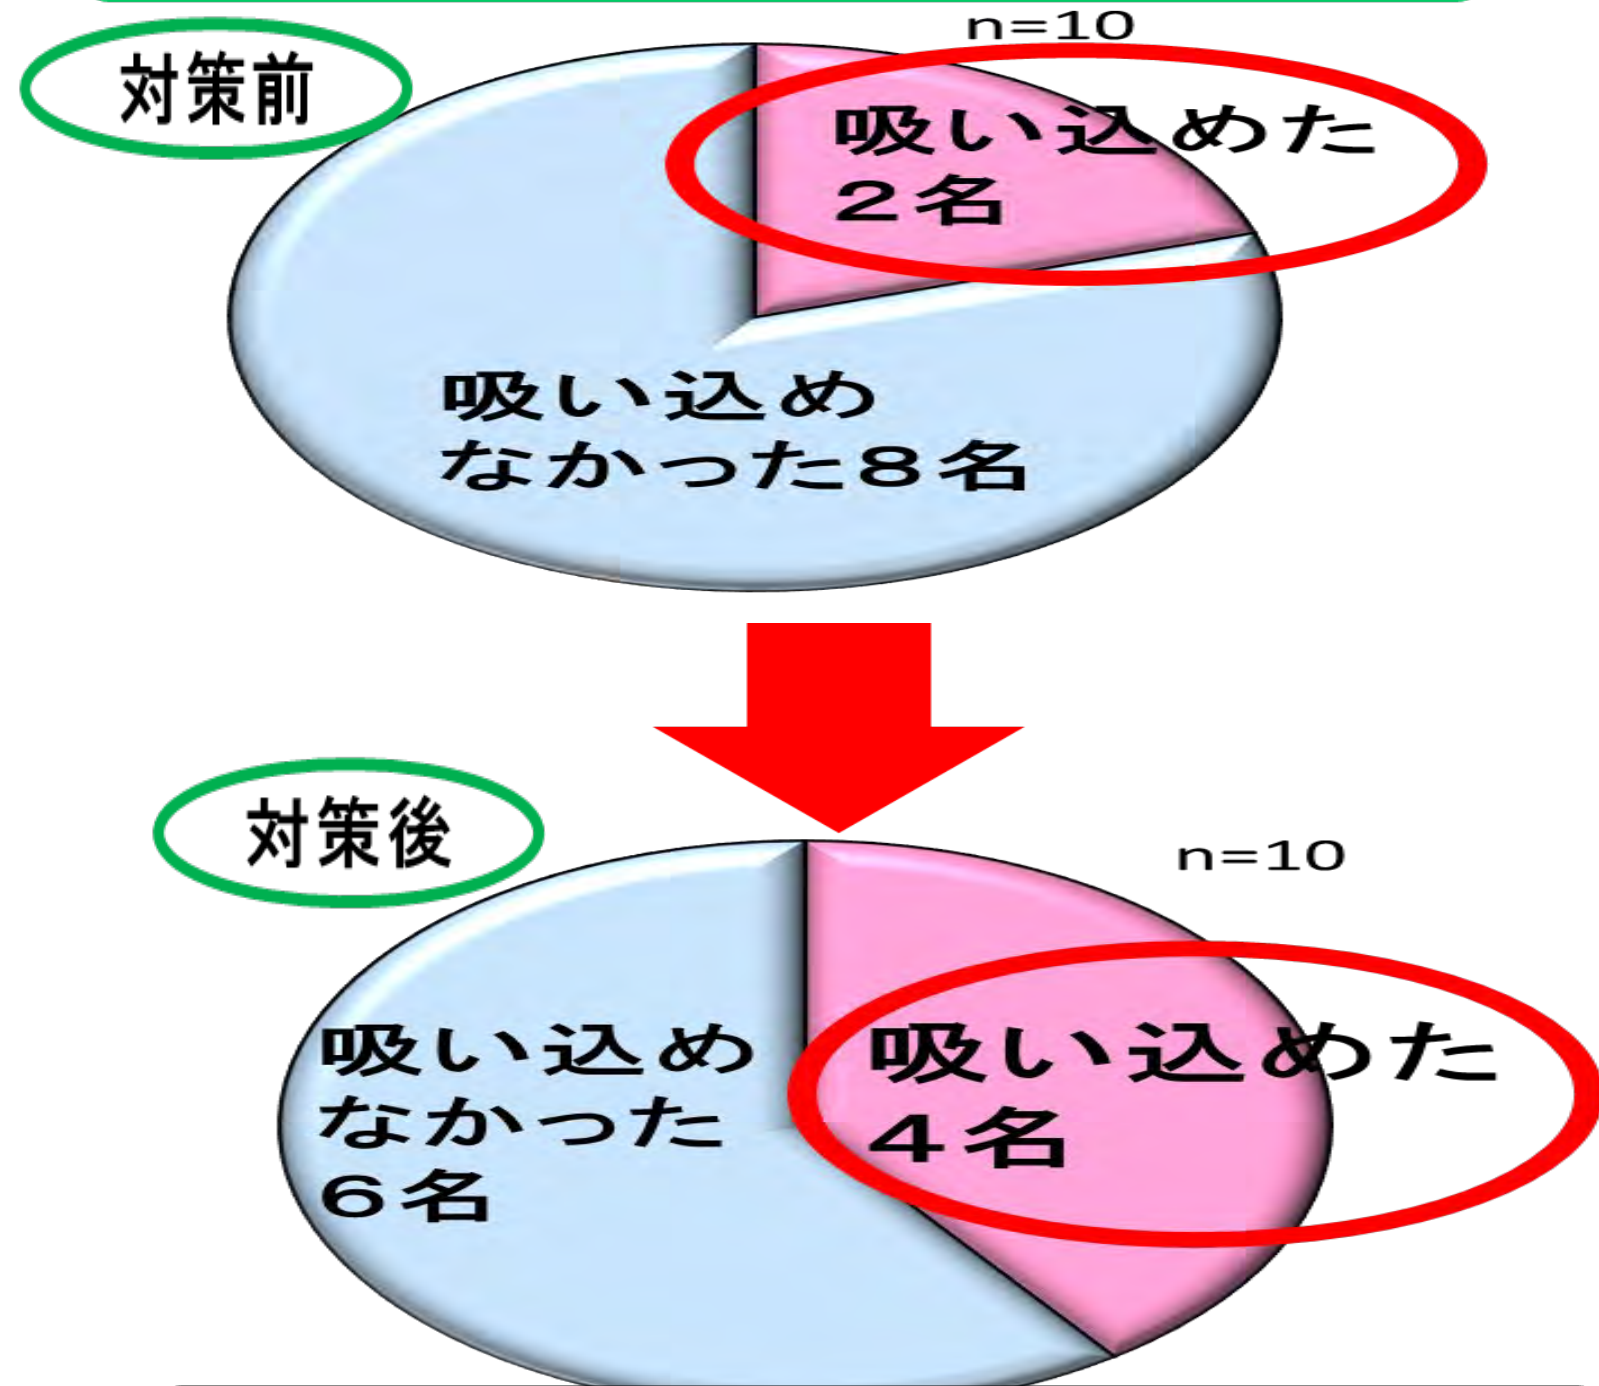 n=10
対策前
吸い込めた
2名
吸い込め
なかった8名
対策後
n=10
吸い込め
なかった
6名
吸い込めた
4名